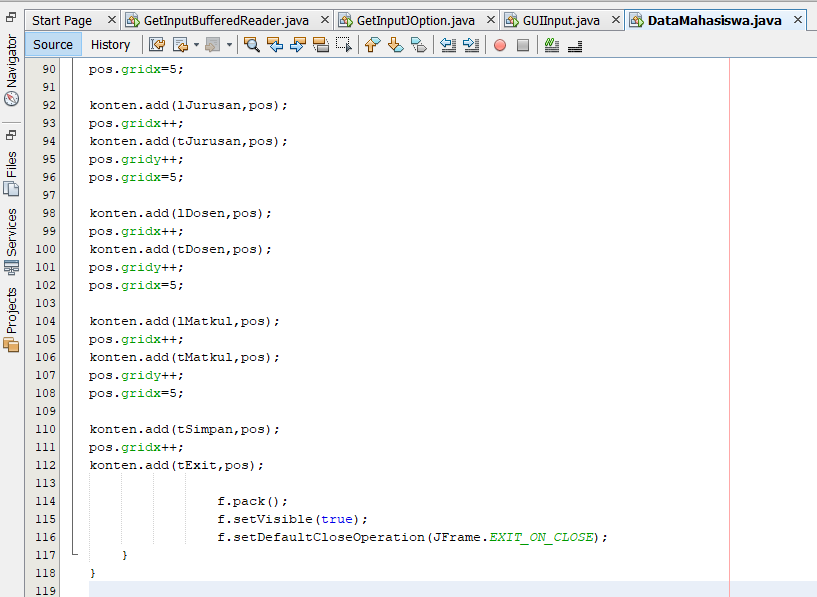 Start Page
GetInputBufferedReader.java
GetInputJOption.java
GUIInput.java
DataMahasiswa.java
Source
History
Navigator
Files
Services
Projects
90 pos.gridx=5;
91
92 konten.add(lJurusan,pos);
93 pos.gridx++;
94 konten.add(tJurusan,pos);
95 pos.gridy++;
96 pos.gridx=5;
97
98 konten.add(lDosen,pos);
99 pos.gridx++;
100 konten.add(tDosen,pos);
101 pos.gridy++;
102 pos.gridx=5;
103
104 konten.add(lMatkul,pos);
105 pos.gridx++;
106 konten.add(tMatkul,pos);
107 pos.gridy++;
108 pos.gridx=5;
109
110 konten.add(tSimpan,pos);
111 pos.gridx++;
112 konten.add(tExit,pos);
113
114 f.pack();
115 f.setVisible(true);
116 f.setDefaultCloseOperation(JFrame.EXIT_ON_CLOSE);
117 }
118 }
119